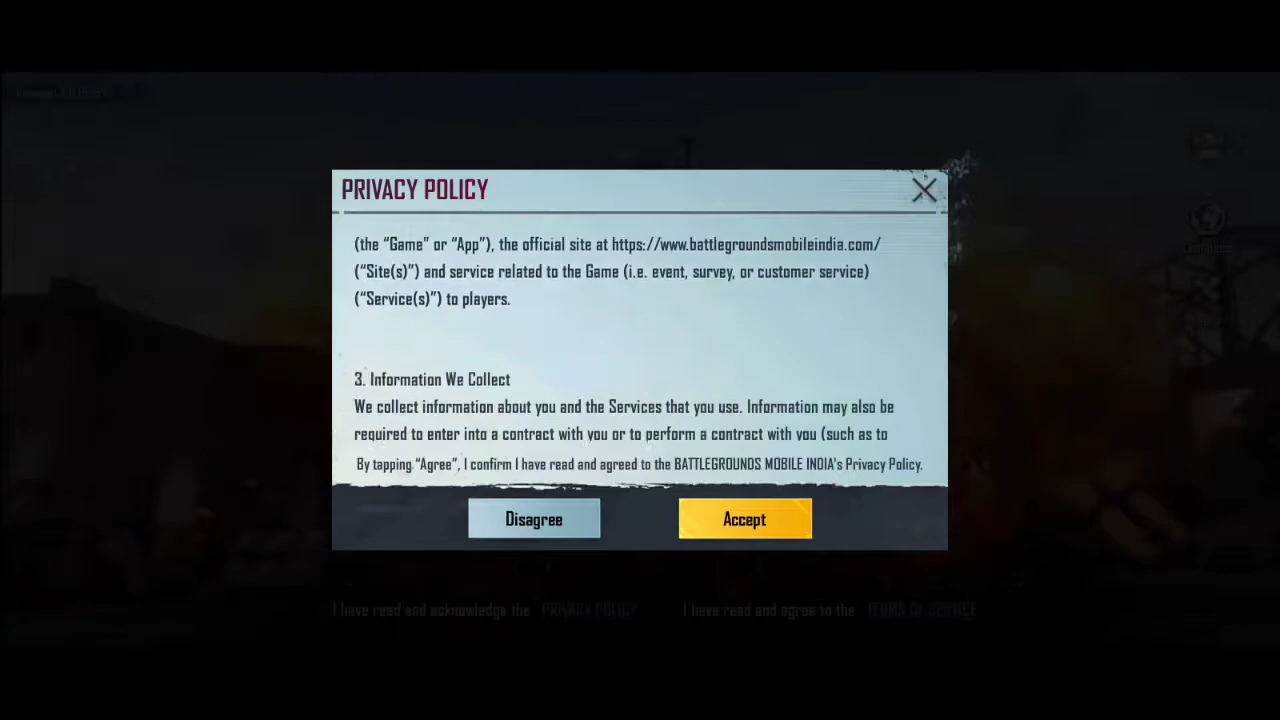 PRIVACY POLICY
(the “Game” or “App”), the official site at https://www.battlegroundsmobileindia.com/
(“Site(s)”) and service related to the Game (i.e. event, survey, or customer service)
(“Service(s)”) to players.
3. Information We Collect
We collect information about you and the Services that you use. Information may also be
required to enter into a contract with you or to perform a contract with you (such as to
By tapping “Agree”, I confirm I have read and agreed to the BATTLEGROUNDS MOBILE INDIA's Privacy Policy.
Disagree
Accept
I have read and acknowledge the PRIVACY POLICY
I have read and agree to the TERMS OF SERVICE